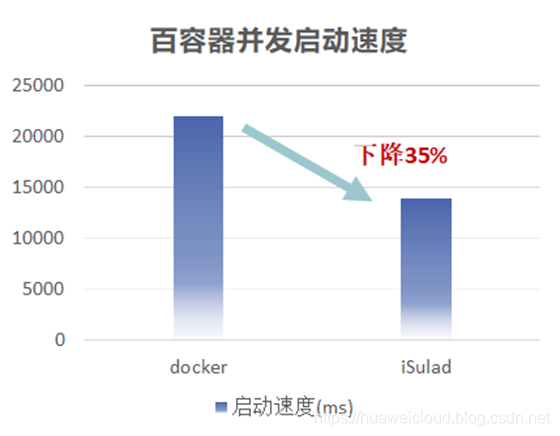 百容器并发启动速度
25000
20000
15000
10000
5000
0
下降35%
docker
iSulad
启动速度(ms)
https://huaweicloud.blog.csdn.net